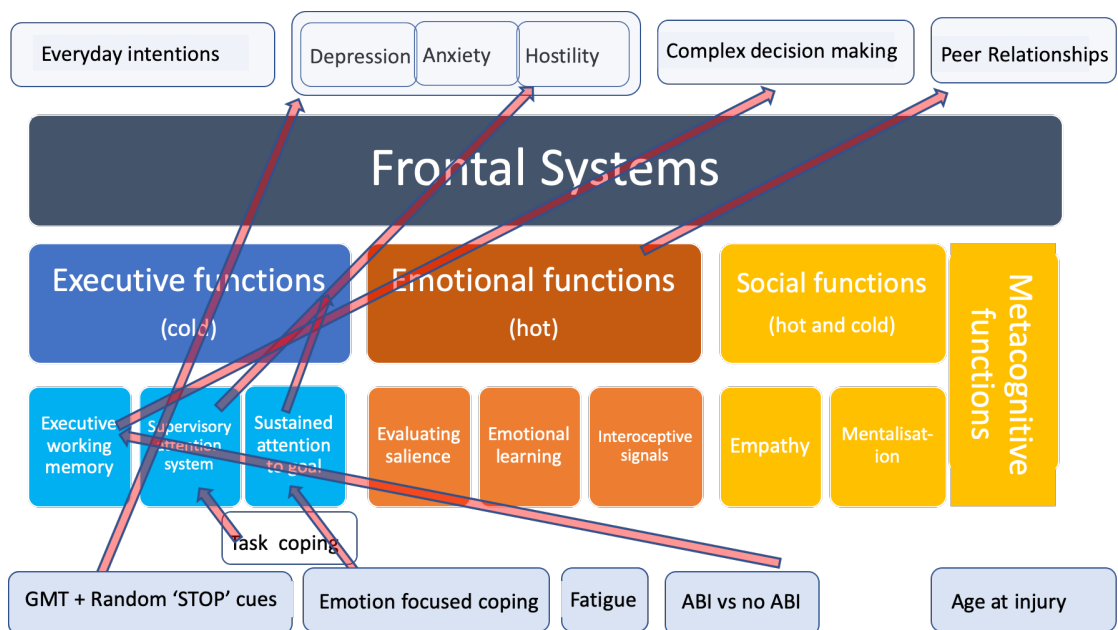 Everyday intentions
Depression
Anxiety
Hostility
Complex decision making
Peer Relationships
Frontal Systems
Executive functions
(cold)
Emotional functions
(hot)
Social functions
(hot and cold)
Metacognitive
functions
Executive
working
memory
Supervisory
attention
system
Sustained
attention
to goal
Evaluating
salience
Emotional
learning
Interoceptive
signals
Empathy
Mentalisat-
ion
Task coping
GMT + Random ‘STOP’ cues
Emotion focused coping
Fatigue
ABI vs no ABI
Age at injury